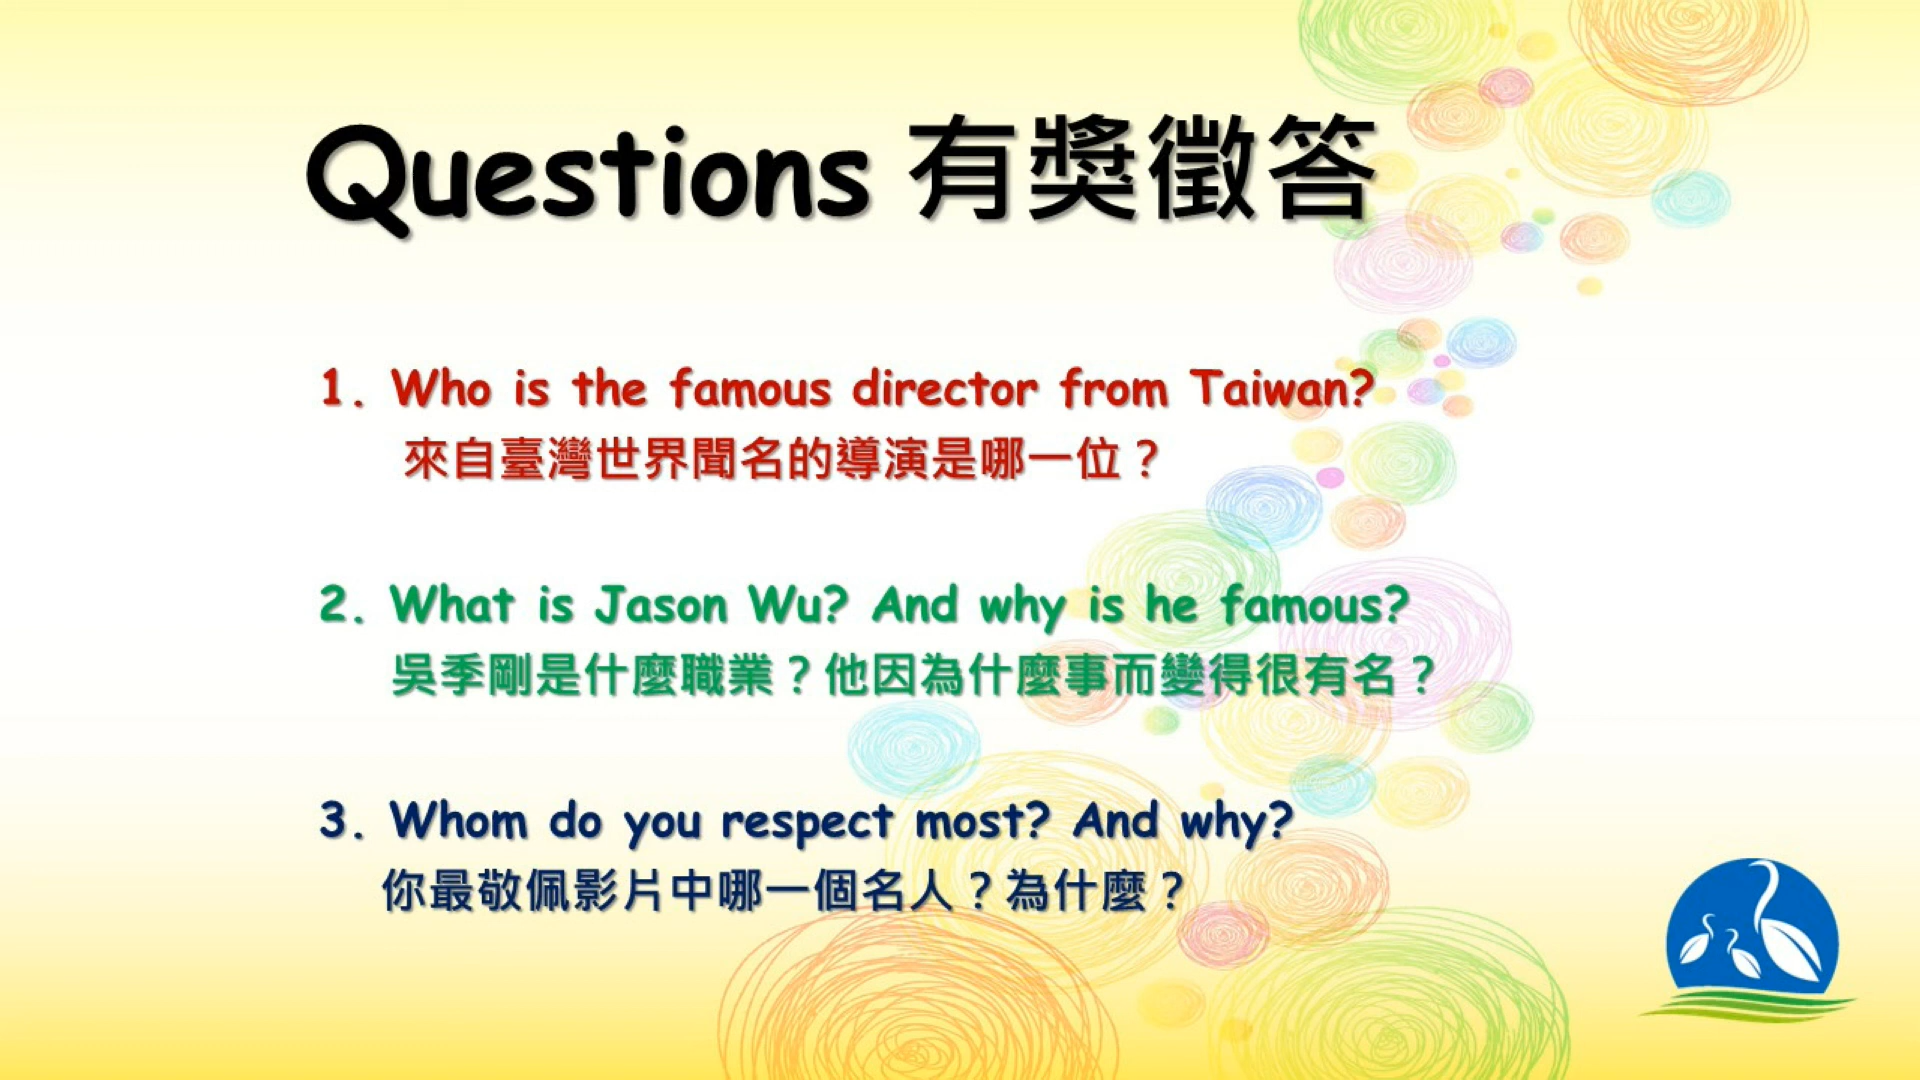 Questions 有獎徵答
1. Who is the famous director from Taiwan?
來自臺灣世界聞名的導演是哪一位？
2. What is Jason Wu? And why is he famous?
吳季剛是什麼職業？他因為什麼事而變得很有名？
3. Whom do you respect most? And why?
你最敬佩影片中哪一個名人？為什麼？